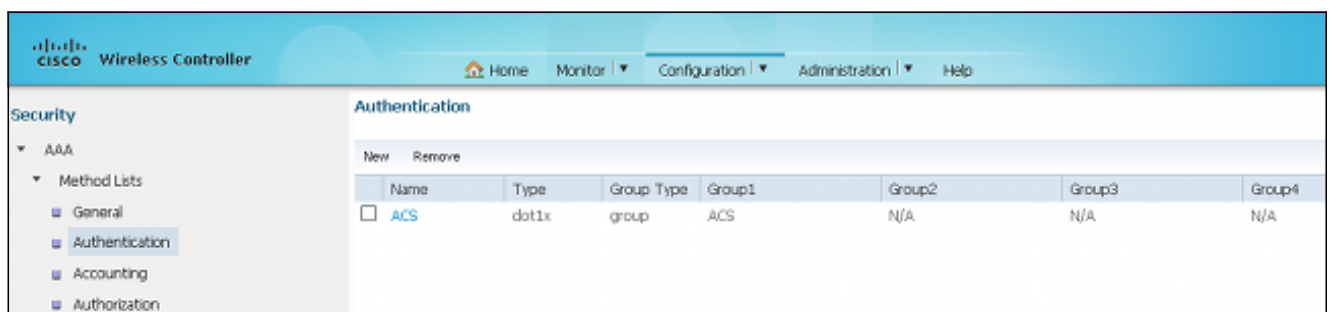 CISCO Wireless Controller
Home Monitor Configuration Administration Help
Security
AAA
Method Lists
General
Authentication
Accounting
Authorization
Authentication
New Remove
Name Type Group Type Group1 Group2 Group3 Group4
ACS dot1x group ACS N/A N/A N/A